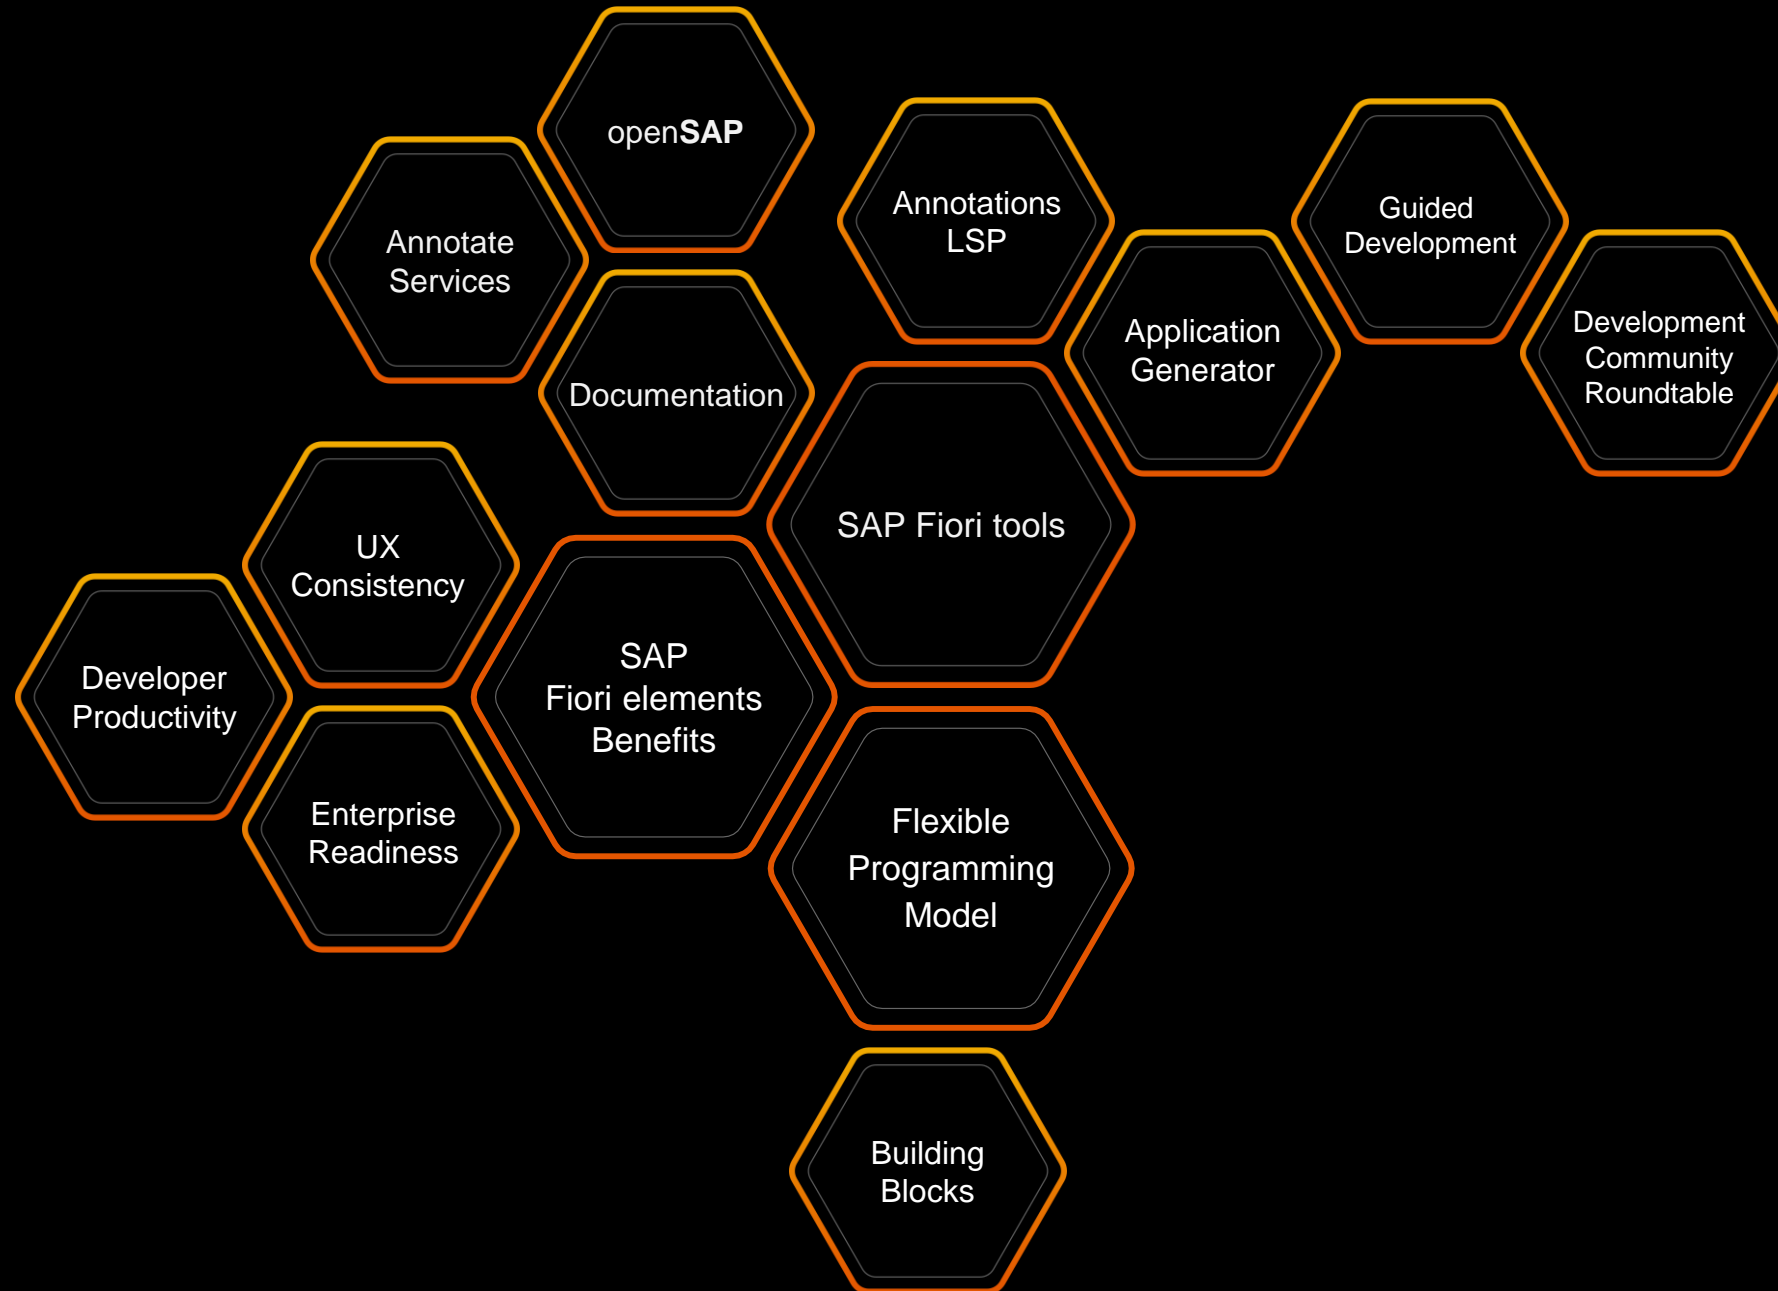 openSAP
Annotate
Services
Annotations
LSP
Guided
Development
Application
Generator
Development
Community
Roundtable
Documentation
SAP Fiori tools
UX
Consistency
Developer
Productivity
SAP
Fiori elements
Benefits
Enterprise
Readiness
Flexible
Programming
Model
Building
Blocks